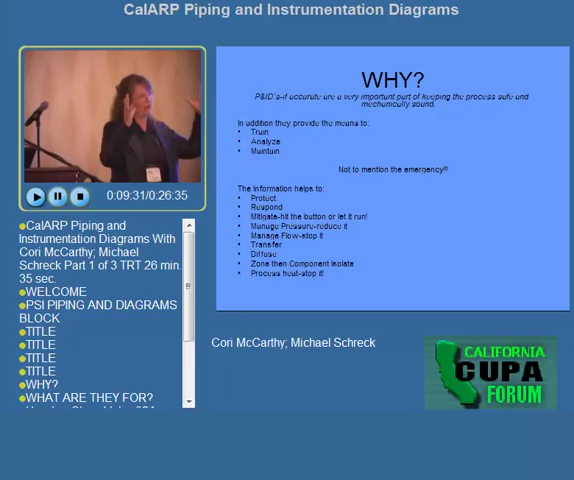 CalARP Piping and Instrumentation Diagrams
WHY?
P&ID's-if accurate are a very important part of keeping the process safe and
mechanically sound.
In addition they provide the means to:
• Train
• Analyze
• Maintain
Not to mention the emergency!!!
The Information helps to:
• Protect
• Respond
• Mitigate-hit the button or let it run!
• Manage Pressure-reduce it
• Manage Flow-stop it
• Transfer
• Diffuse
• Zone then Component isolate
• Process heat-stop it!
0:09:31/0:26:35
CalARP Piping and
Instrumentation Diagrams With
Cori McCarthy; Michael
Schreck Part 1 of 3 TRT 26 min.
35 sec.
WELCOME
PSI PIPING AND DIAGRAMS
BLOCK
TITLE
TITLE
TITLE
TITLE
WHY?
WHAT ARE THEY FOR?
Cori McCarthy; Michael Schreck
CALIFORNIA
CUPA
FORUM